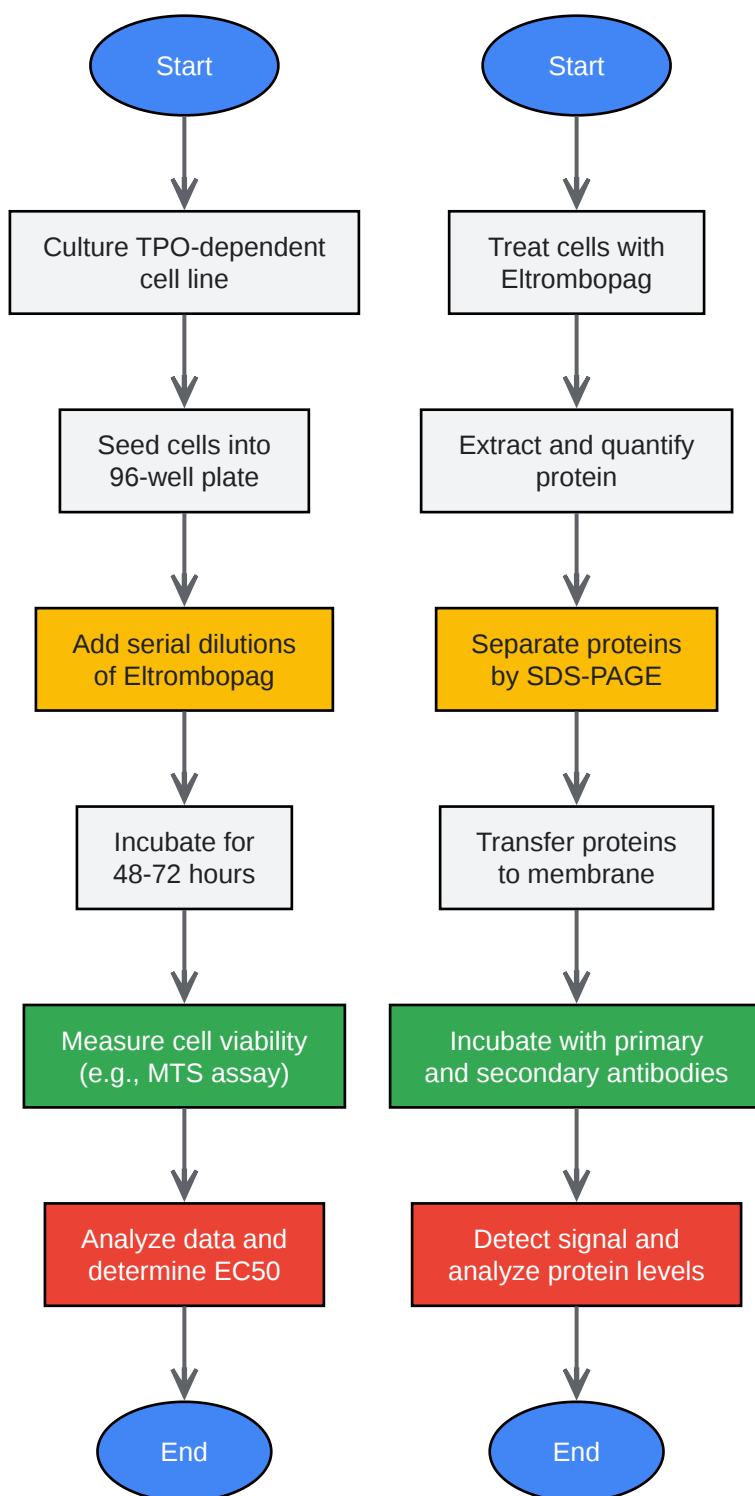 Start
Culture TPO-dependent
cell line
Seed cells into
96-well plate
Add serial dilutions
of Eltrombopag
Incubate for
48-72 hours
Measure cell viability
(e.g., MTS assay)
Analyze data and
determine EC50
End
Start
Treat cells with
Eltrombopag
Extract and quantify
protein
Separate proteins
by SDS-PAGE
Transfer proteins
to membrane
Incubate with primary
and secondary antibodies
Detect signal and
analyze protein levels
End